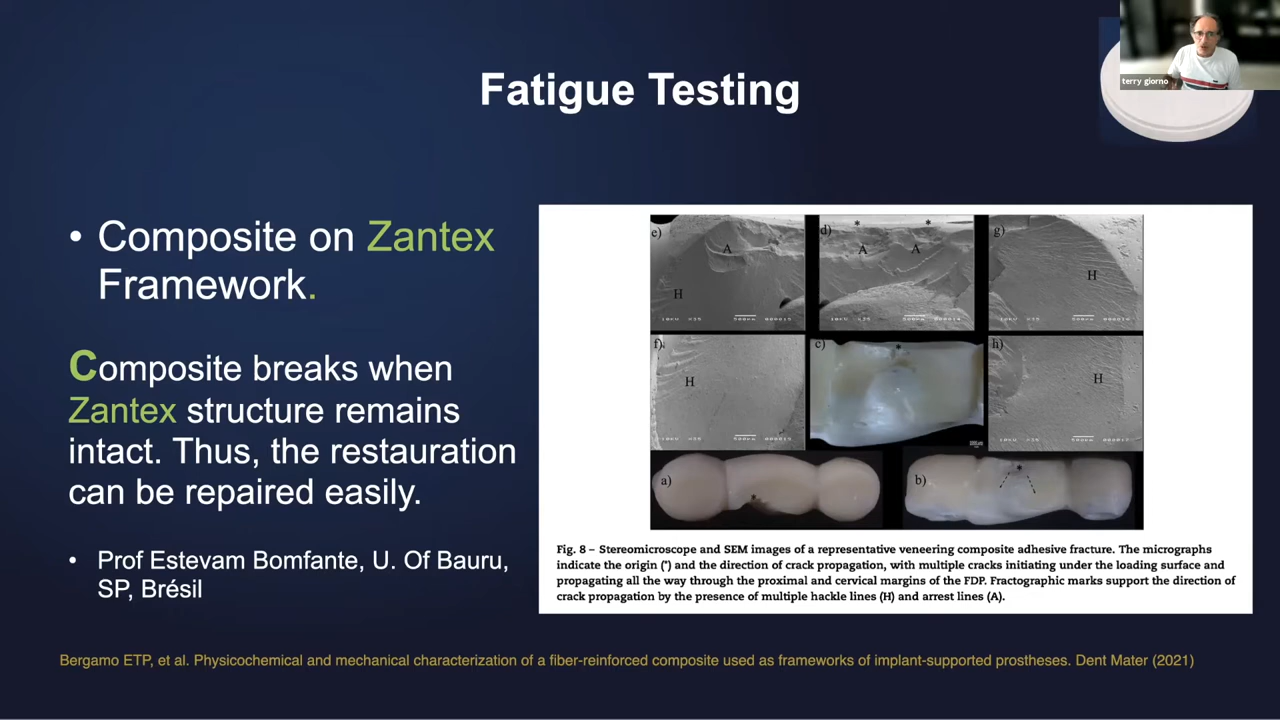 terry giorno
Fatigue Testing
• Composite on Zantex
Framework.
Composite breaks when
Zantex structure remains
intact. Thus, the restauration
can be repaired easily.
• Prof Estevam Bomfante, U. Of Bauru,
SP, Brésil
e)
A
H
d)
*
*
A
A
g)
H
f)
H
c)
*
h)
H
a)
*
b)
*
Fig. 8 – Stereomicroscope and SEM images of a representative veneering composite adhesive fracture. The micrographs
indicate the origin (*) and the direction of crack propagation, with multiple cracks initiating under the loading surface and
propagating all the way through the proximal and cervical margins of the FDP. Fractographic marks support the direction of
crack propagation by the presence of multiple hackle lines (H) and arrest lines (A).
Bergamo ETP, et al. Physicochemical and mechanical characterization of a fiber-reinforced composite used as frameworks of implant-supported prostheses. Dent Mater (2021)